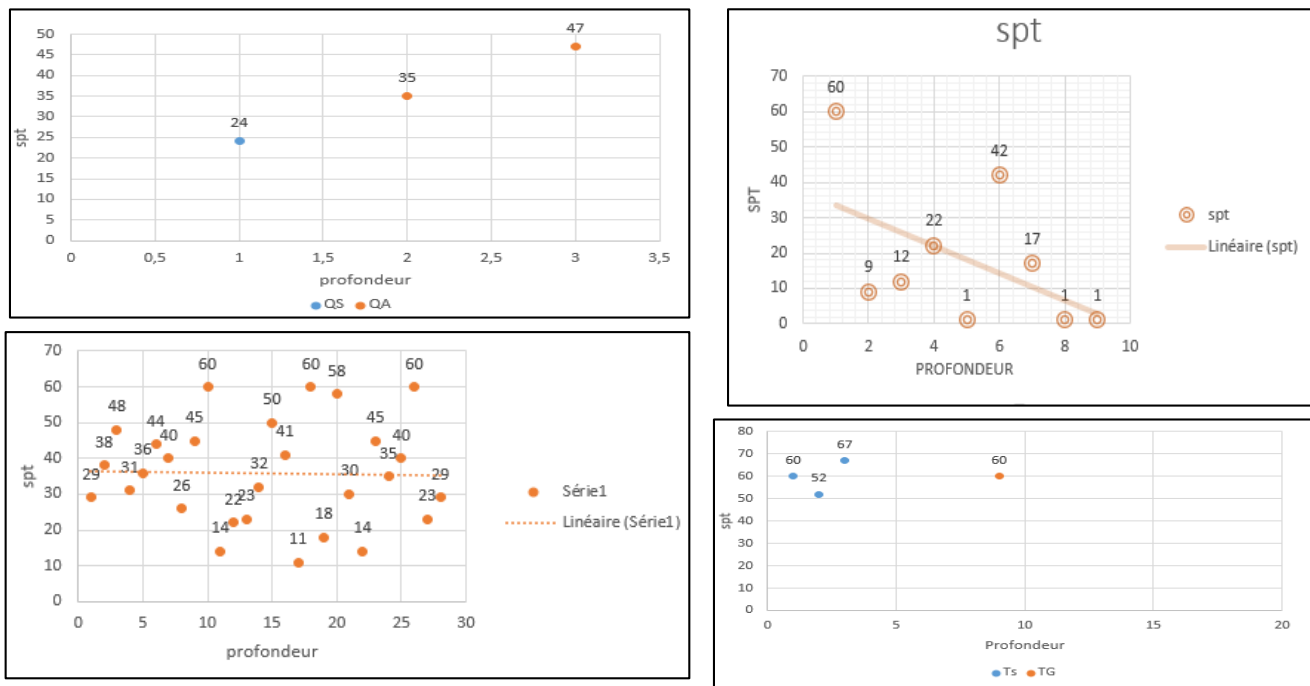 47
50
45
40
35
30
25
20
15
10
5
0
35
24
spt
0 0,5 1 1,5 2 2,5 3 3,5
profondeur
QS QA
spt
70
60
50
40
30
20
10
0
60
42
22
17
12
9
1 1 1
SPT
0 2 4 6 8 10
PROFONDEUR
spt
Linéaire (spt)
70
60
50
40
30
20
10
0
60 60 58 60
48 44 45 50 45
38 36 40 41 40
29 31 26 32 30 35 29
22 23 23
14 11 18 14
spt
0 5 10 15 20 25 30
profondeur
Série1
Linéaire (Série1)
80
70
60
50
40
30
20
10
0
60 52 67 60
spt
0 5 10 15 20
Profondeur
Ts TG